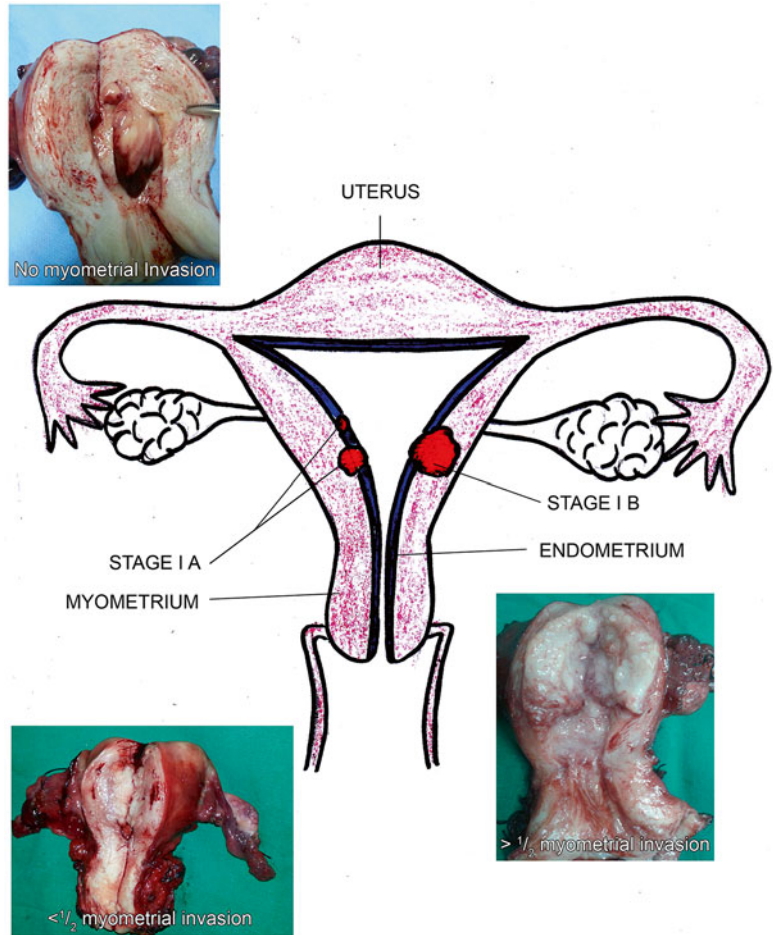 No myometrial Invasion
UTERUS
STAGE I B
STAGE I A
ENDOMETRIUM
MYOMETRIUM
> 1/2 myometrial invasion
<1/2 myometrial invasion